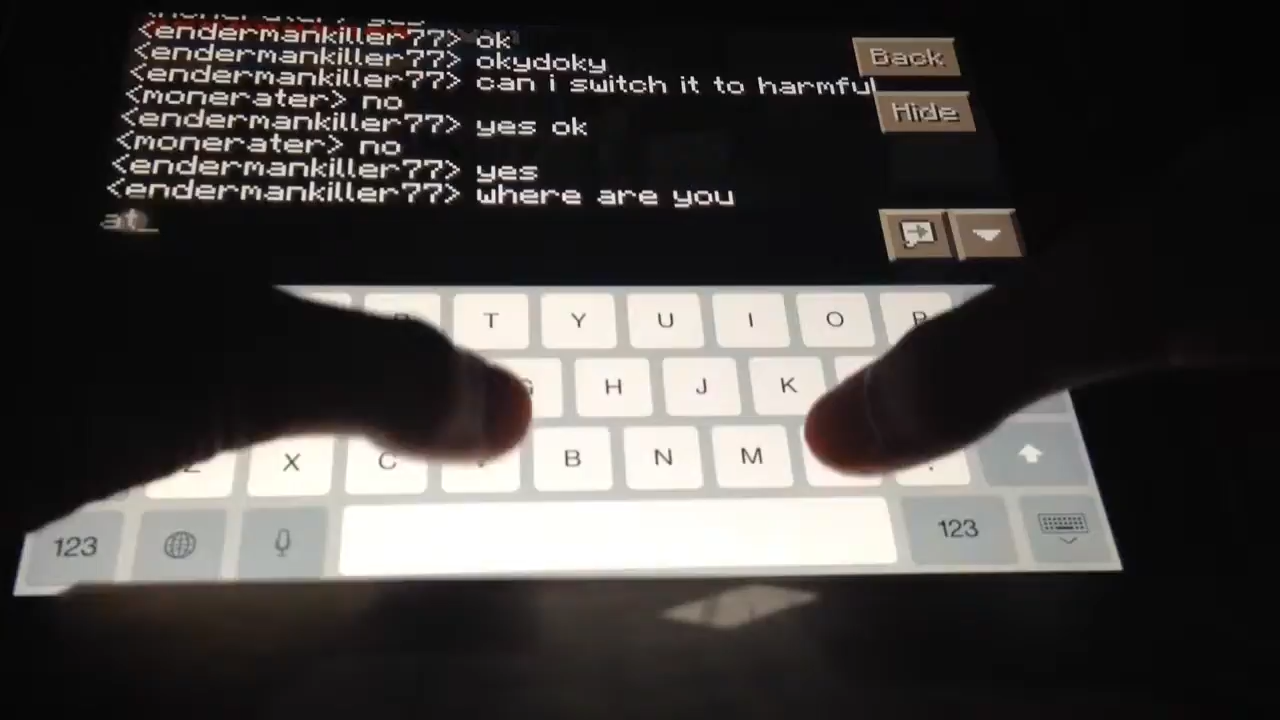 <endermankiller77> ok
<endermankiller77> okydoky
<endermankiller77> can i switch it to harmful
<monerater> no
<endermankiller77> yes ok
<monerater> no
<endermankiller77> yes
<endermankiller77> where are you
at_
Back
Hide
T Y U I O P
G H J K
Z X C B N M
123
123